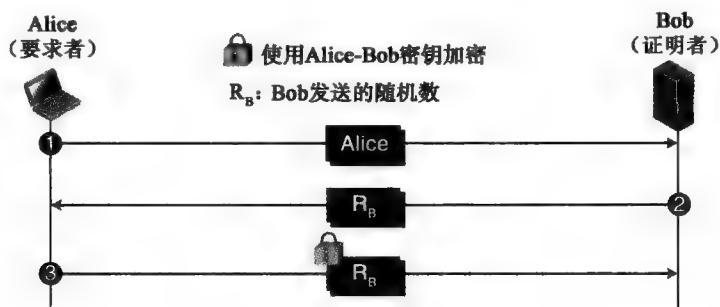 Alice
（要求者）
Bob
（证明者）
使用Alice-Bob密钥加密
R_B：Bob发送的随机数
1
Alice
R_B
2
3
R_B